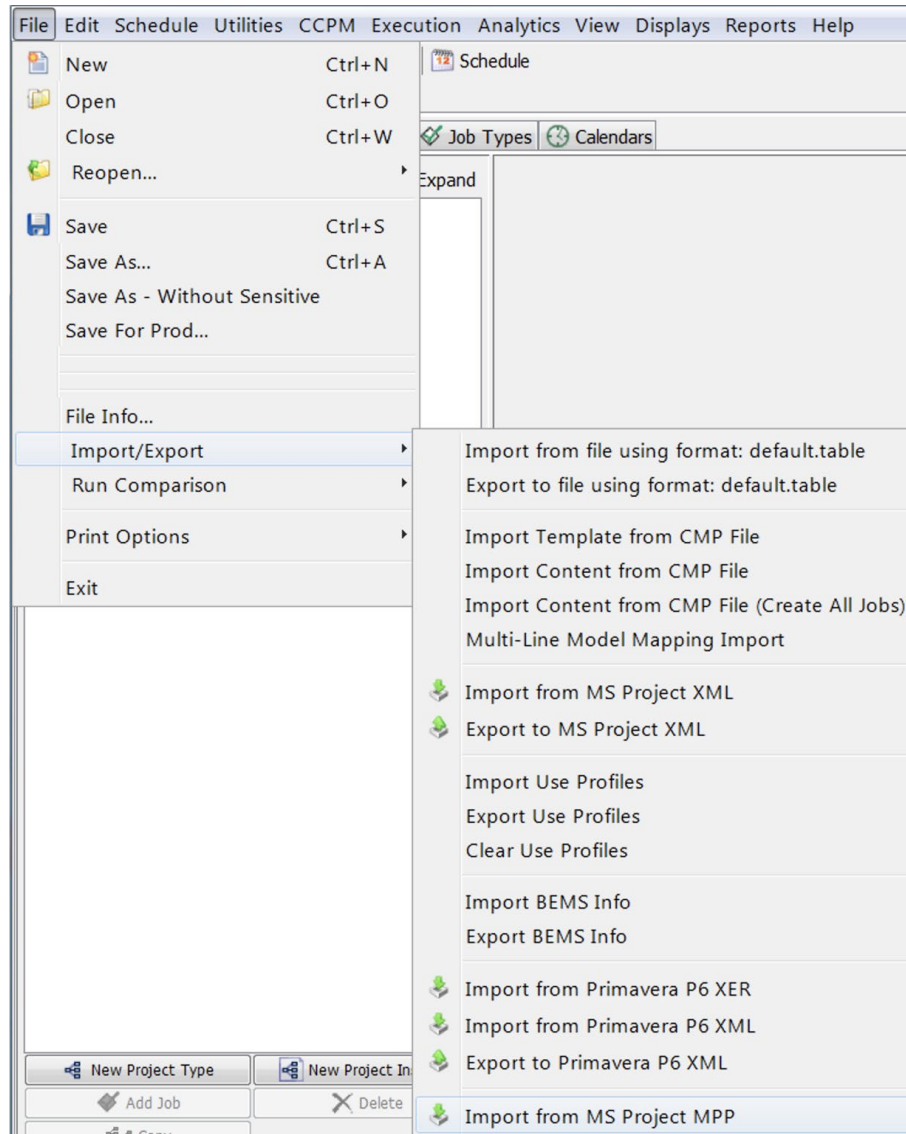 File Edit Schedule Utilities CCPM Execution Analytics View Displays Reports Help
New Ctrl+N
Schedule
Open Ctrl+O
Close Ctrl+W
Job Types Calendars
Reopen...
Expand
Save Ctrl+S
Save As... Ctrl+A
Save As - Without Sensitive
Save For Prod...
File Info...
Import/Export
Run Comparison
Print Options
Exit
Import from file using format: default.table
Export to file using format: default.table
Import Template from CMP File
Import Content from CMP File
Import Content from CMP File (Create All Jobs)
Multi-Line Model Mapping Import
Import from MS Project XML
Export to MS Project XML
Import Use Profiles
Export Use Profiles
Clear Use Profiles
Import BEMS Info
Export BEMS Info
Import from Primavera P6 XER
Import from Primavera P6 XML
Export to Primavera P6 XML
Import from MS Project MPP
New Project Type New Project In
Add Job Delete